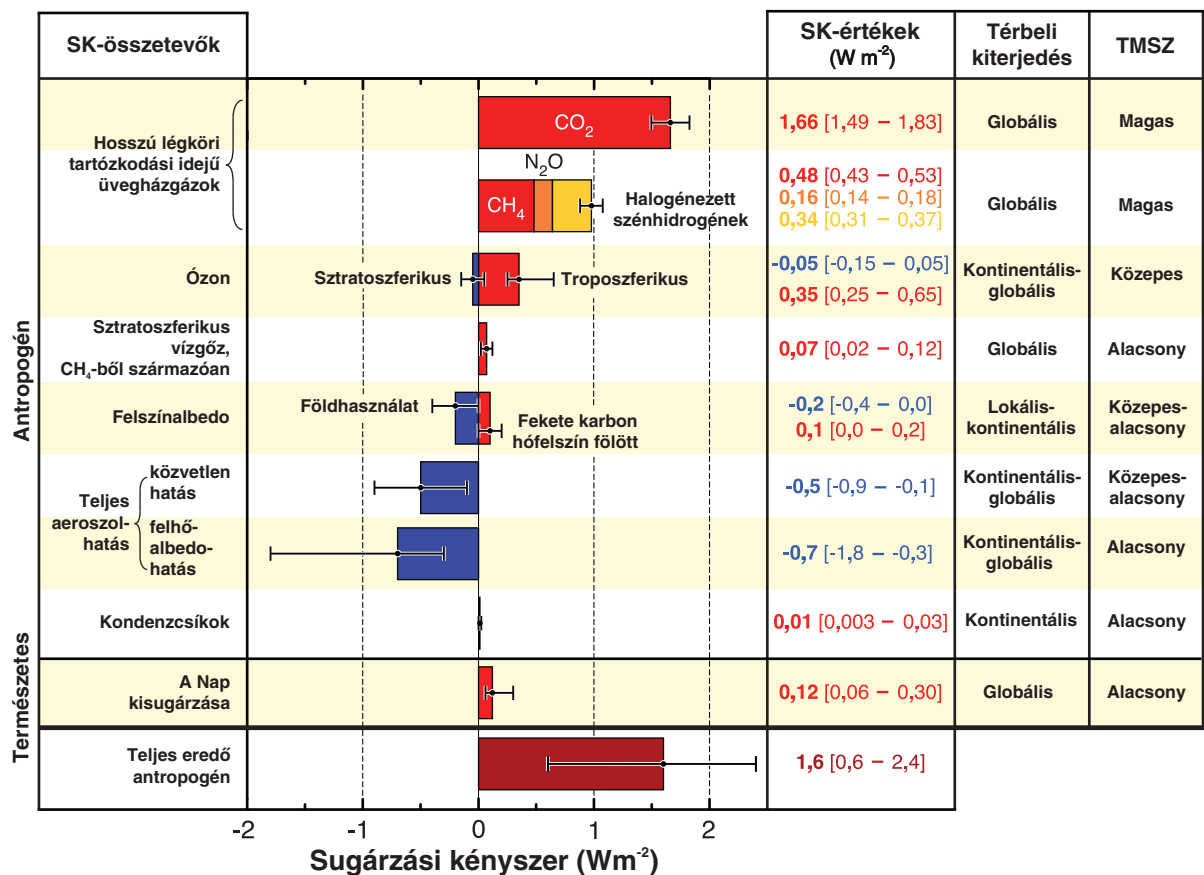 SK-összetevők
SK-értékek
(W m⁻²)
Térbeli
kiterjedés
TMSZ
Antropogén
Természetes
Hosszú légköri
tartózkodási idejű
üvegházgázok
CO₂
1,66 [1,49 – 1,83]
Globális
Magas
N₂O
CH₄
Halogénezett
szénhidrogének
0,48 [0,43 – 0,53]
0,16 [0,14 – 0,18]
0,34 [0,31 – 0,37]
Globális
Magas
Ózon
Sztratoszferikus
Troposzferikus
-0,05 [-0,15 – 0,05]
0,35 [0,25 – 0,65]
Kontinentális-
globális
Közepes
Sztratoszferikus
vízgőz,
CH₄-ből származóan
0,07 [0,02 – 0,12]
Globális
Alacsony
Felszínalbedo
Földhasználat
Fekete karbon
hófelszín fölött
-0,2 [-0,4 – 0,0]
0,1 [0,0 – 0,2]
Lokális-
kontinentális
Közepes-
alacsony
Teljes
aeroszol-
hatás
közvetlen
hatás
-0,5 [-0,9 – -0,1]
Kontinentális-
globális
Közepes-
alacsony
felhő-
albedo-
hatás
-0,7 [-1,8 – -0,3]
Kontinentális-
globális
Alacsony
Kondenzcsíkok
0,01 [0,003 – 0,03]
Kontinentális
Alacsony
A Nap
kisugárzása
0,12 [0,06 – 0,30]
Globális
Alacsony
Teljes eredő
antropogén
1,6 [0,6 – 2,4]
-2 -1 0 1 2
Sugárzási kényszer (Wm⁻²)